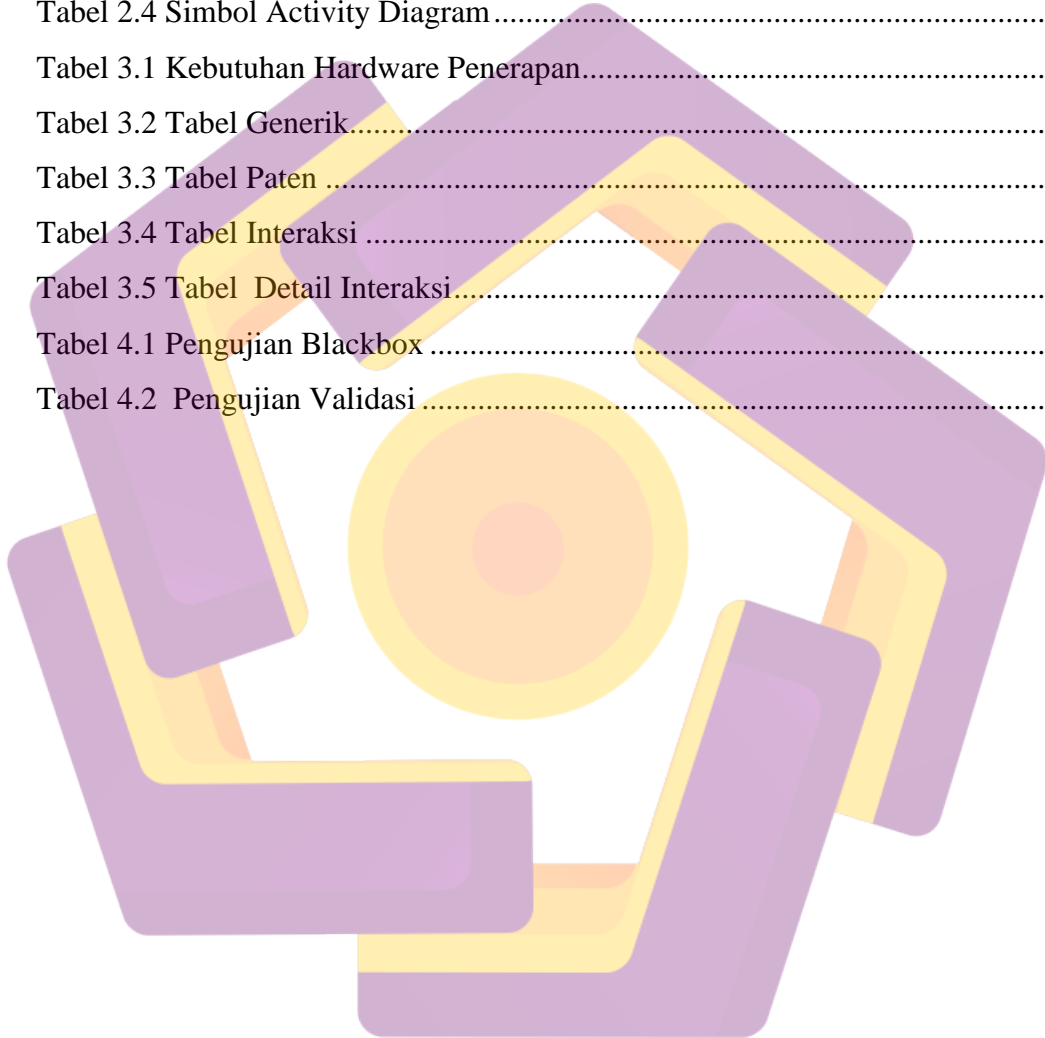 Tabel 2.4 Simbol Activity Diagram............................................................
Tabel 3.1 Kebutuhan Hardware Penerapan..................................................
Tabel 3.2 Tabel Generik...........................................................................
Tabel 3.3 Tabel Paten ..............................................................................
Tabel 3.4 Tabel Interaksi .........................................................................
Tabel 3.5 Tabel  Detail Interaksi...............................................................
Tabel 4.1 Pengujian Blackbox ..................................................................
Tabel 4.2  Pengujian Validasi ...................................................................